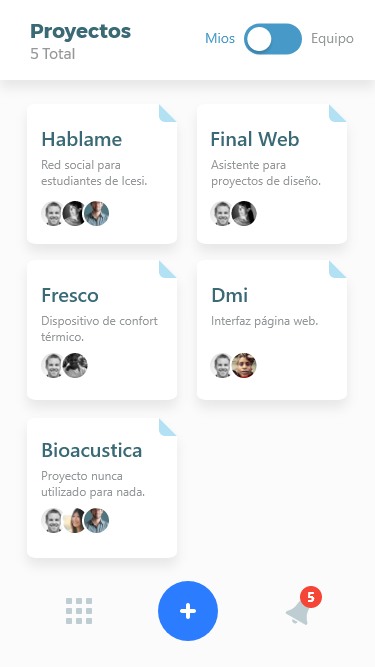 Proyectos
5 Total
Mios
Equipo
Hablame
Red social para
estudiantes de Icesi.
Final Web
Asistente para
proyectos de diseño.
Fresco
Dispositivo de confort
térmico.
Dmi
Interfaz página web.
Bioacustica
Proyecto nunca
utilizado para nada.
5